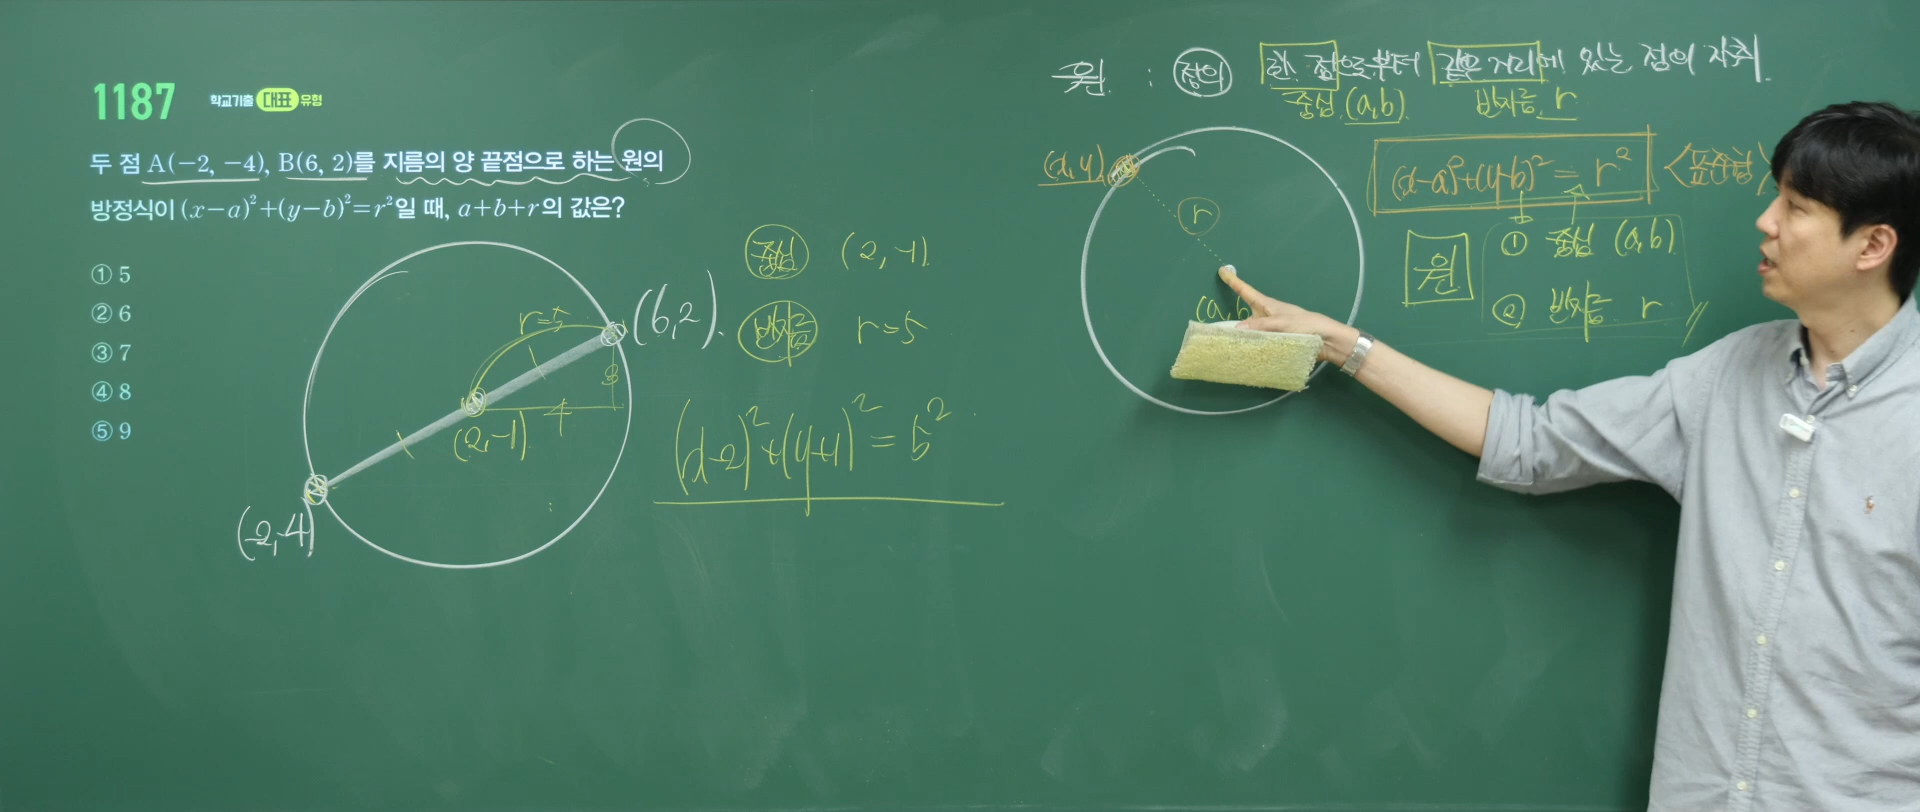 1187 학교기출 대표 유형
두 점 A(−2, −4), B(6, 2)를 지름의 양 끝점으로 하는 원의
방정식이 (x−a)²+(y−b)²=r²일 때, a+b+r의 값은?
① 5
② 6
③ 7
④ 8
⑤ 9
r=5
(6,2).
3
4
(2,-1)
(-2,-4)
중심 (2,-1).
반지름 r=5
(x-2)²+(y+1)²=5²
원 : 정의 한 점으로부터 같은 거리에 있는 점의 자취.
중심 (a,b). 반지름 r
(x,y)
r
(a,b
(x-a)²+(y-b)²=r² <표준형>
원
① 중심 (a,b)
② 반지름 r